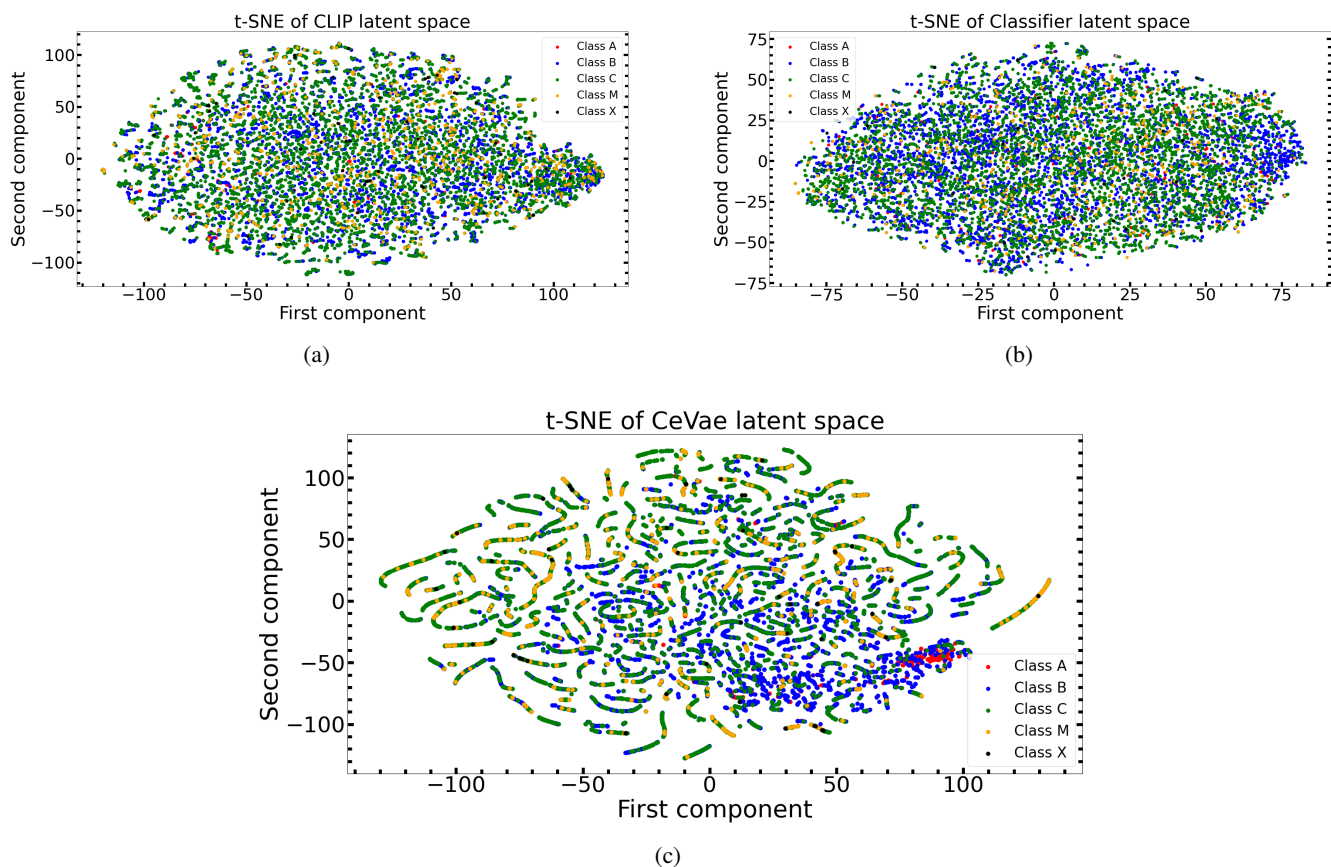 t-SNE of CLIP latent space
Class A
Class B
Class C
Class M
Class X
100
50
0
−50
−100
Second component
−100 −50 0 50 100
First component
(a)
t-SNE of Classifier latent space
Class A
Class B
Class C
Class M
Class X
75
50
25
0
−25
−50
−75
Second component
−75 −50 −25 0 25 50 75
First component
(b)
t-SNE of CeVae latent space
100
50
0
−50
−100
Second component
Class A
Class B
Class C
Class M
Class X
−100 −50 0 50 100
First component
(c)